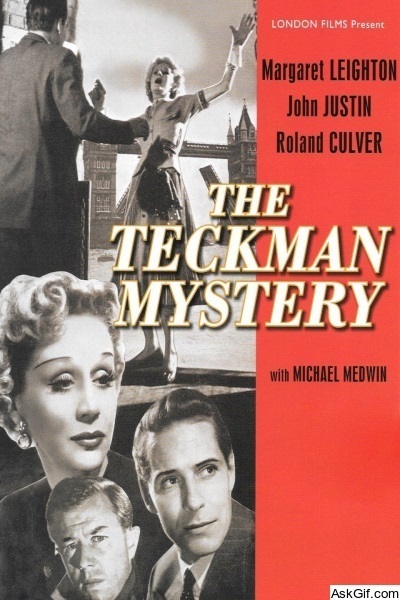 LONDON FILMS Present
Margaret LEIGHTON
John JUSTIN
Roland CULVER
THE
TECKMAN
MYSTERY
with MICHAEL MEDWIN
AskGif.com